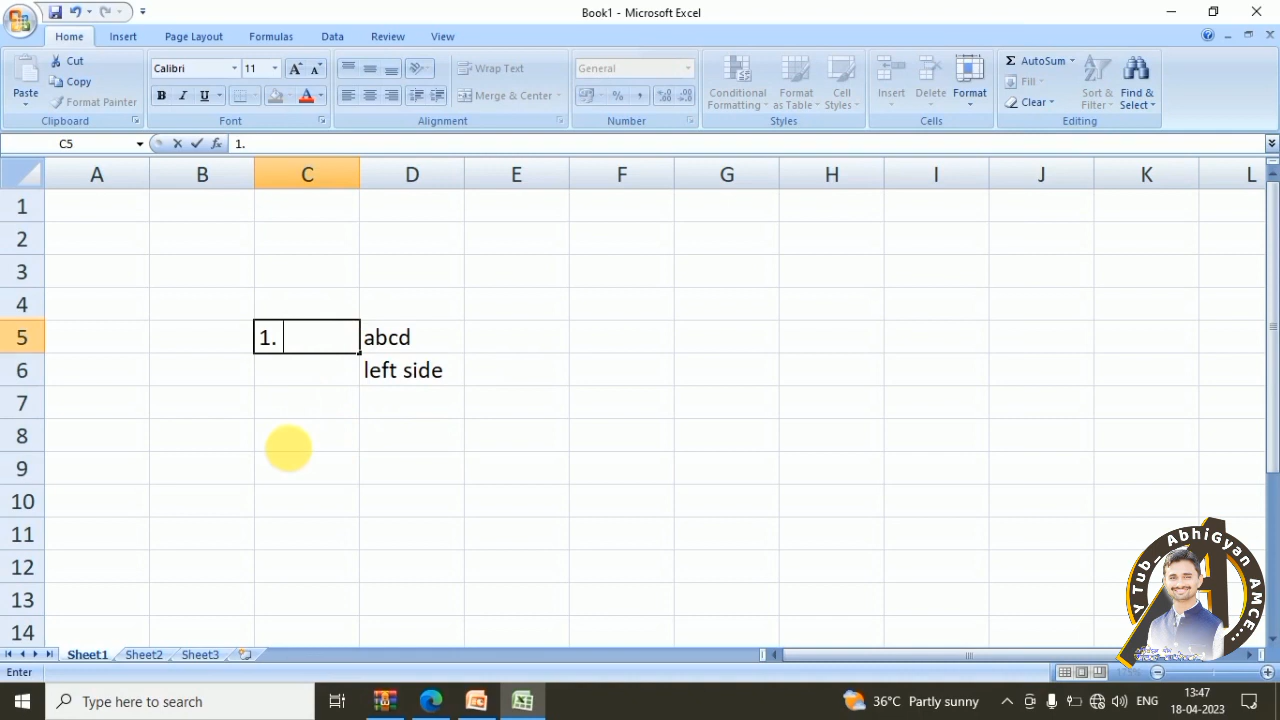 Book1 - Microsoft Excel
Home Insert Page Layout Formulas Data Review View
Paste
Cut
Copy
Format Painter
Clipboard
Calibri 11
B I U
Font
Wrap Text
Merge & Center
Alignment
General
Number
Conditional Formatting
Format as Table
Cell Styles
Styles
Insert Delete Format
Cells
AutoSum
Fill
Clear
Sort & Filter
Find & Select
Editing
C5 1.
A B C D E F G H I J K L
1
2
3
4
5 1. abcd
6 left side
7
8
9
10
11
12
13
14
Y Tub_ AbhiGyan AMCE...
Sheet1 Sheet2 Sheet3
Enter
Type here to search
36°C Partly sunny
ENG
13:47
18-04-2023